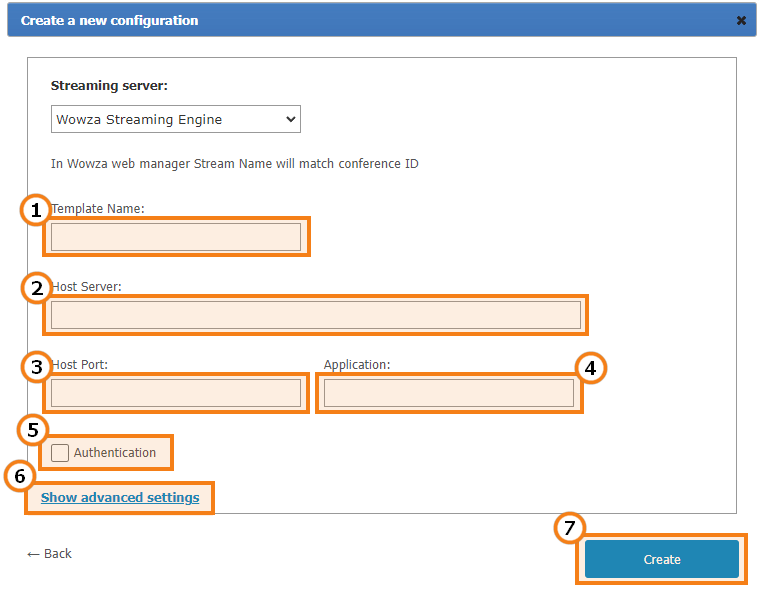 Create a new configuration ✖
Streaming server:
Wowza Streaming Engine
In Wowza web manager Stream Name will match conference ID
1 Template Name:
2 Host Server:
3 Host Port:
Application: 4
5
Authentication
6
Show advanced settings
7
← Back
Create